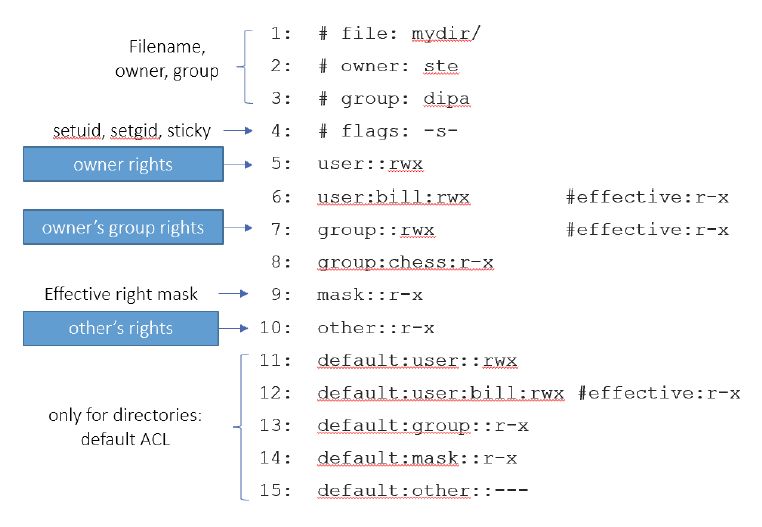 Filename,
owner, group
setuid, setgid, sticky
owner rights
owner's group rights
Effective right mask
other's rights
only for directories:
default ACL
1: # file: mydir/
2: # owner: ste
3: # group: dipa
4: # flags: -s-
5: user::rwx
6: user:bill:rwx #effective:r-x
7: group::rwx #effective:r-x
8: group:chess:r-x
9: mask::r-x
10: other::r-x
11: default:user::rwx
12: default:user:bill:rwx #effective:r-x
13: default:group::r-x
14: default:mask::r-x
15: default:other::---